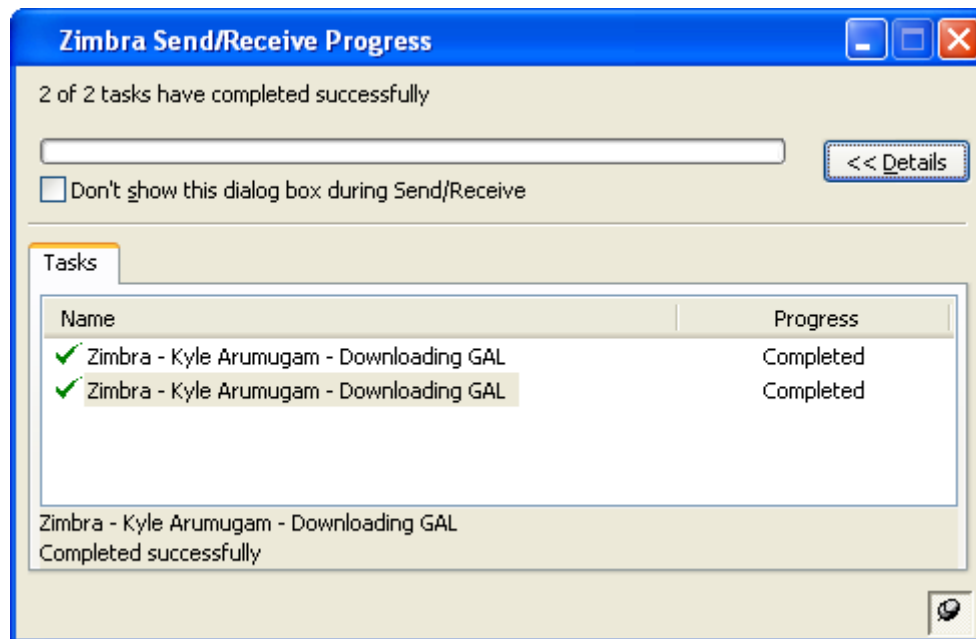 Zimbra Send/Receive Progress
2 of 2 tasks have completed successfully
<< Details
Don't show this dialog box during Send/Receive
Tasks
Name Progress
Zimbra - Kyle Arumugam - Downloading GAL Completed
Zimbra - Kyle Arumugam - Downloading GAL Completed
Zimbra - Kyle Arumugam - Downloading GAL
Completed successfully